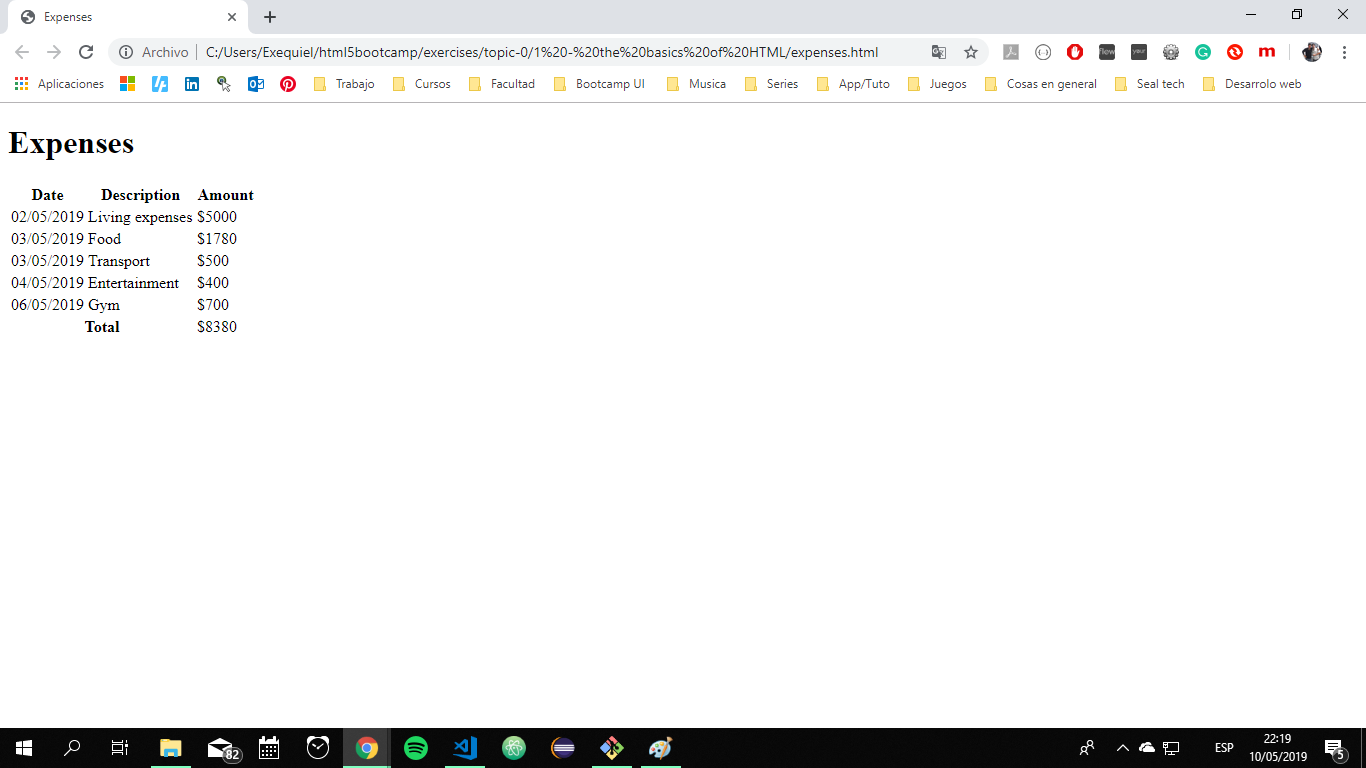 Expenses
Archivo C:/Users/Exequiel/html5bootcamp/exercises/topic-0/1%20-%20the%20basics%20of%20HTML/expenses.html
Aplicaciones Trabajo Cursos Facultad Bootcamp UI Musica Series App/Tuto Juegos Cosas en general Seal tech Desarrolo web
Expenses
Date Description Amount
02/05/2019 Living expenses $5000
03/05/2019 Food $1780
03/05/2019 Transport $500
04/05/2019 Entertainment $400
06/05/2019 Gym $700
Total $8380
82
ESP
22:19
10/05/2019
5